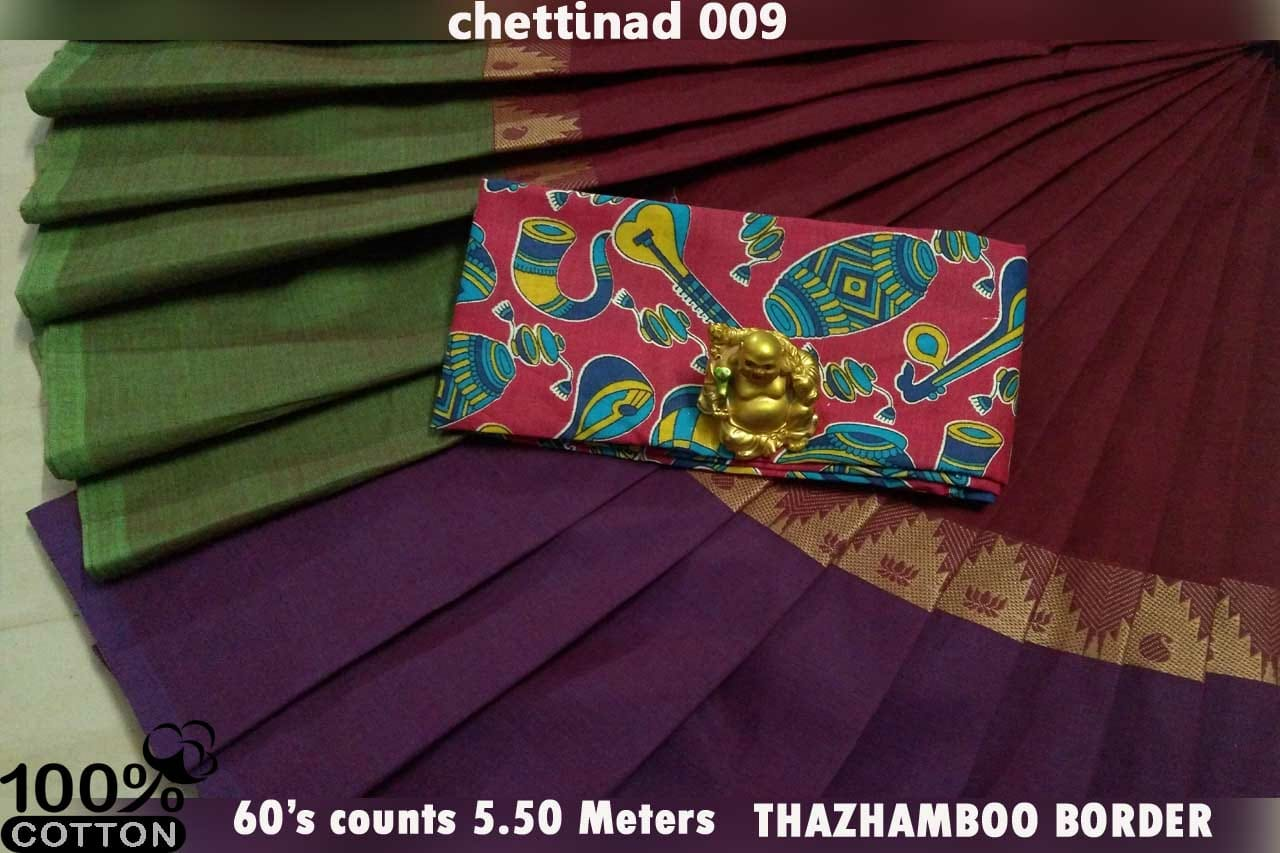 chettinad 009
100%
COTTON
60's counts 5.50 Meters THAZHAMBOO BORDER